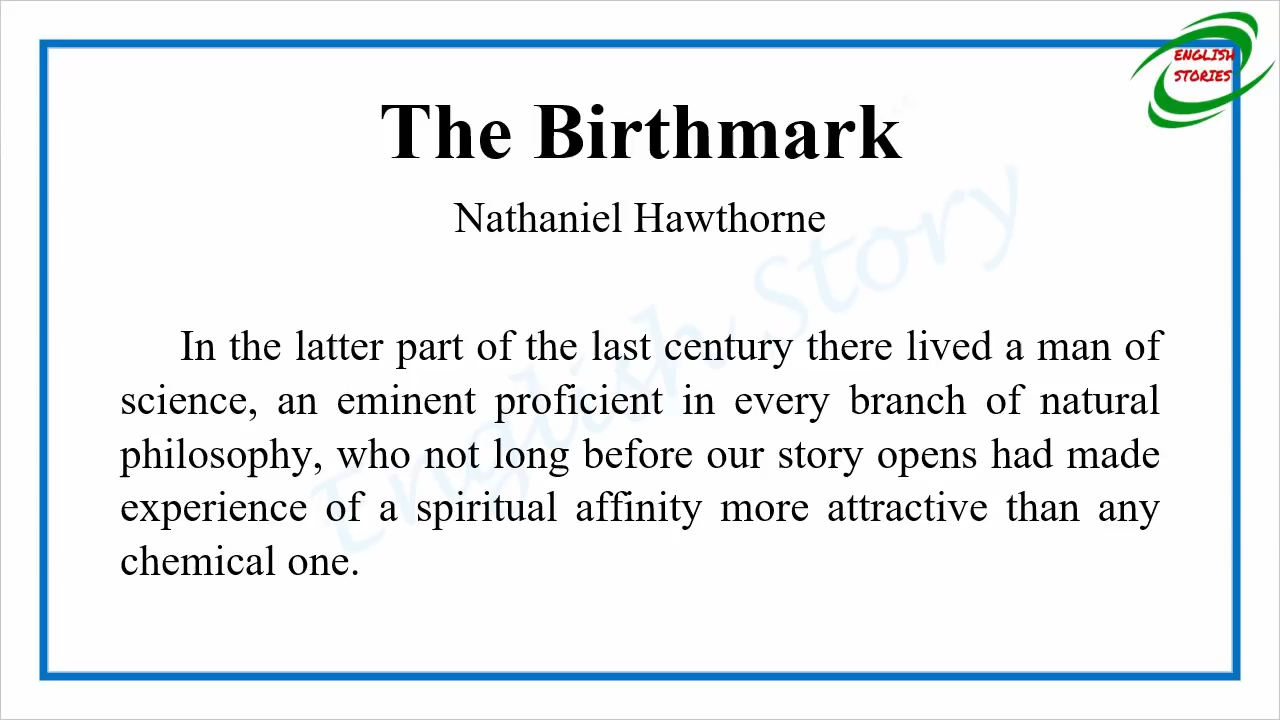 ENGLISH
STORIES
The Birthmark
Nathaniel Hawthorne
In the latter part of the last century there lived a man of
science, an eminent proficient in every branch of natural
philosophy, who not long before our story opens had made
experience of a spiritual affinity more attractive than any
chemical one.
English Story